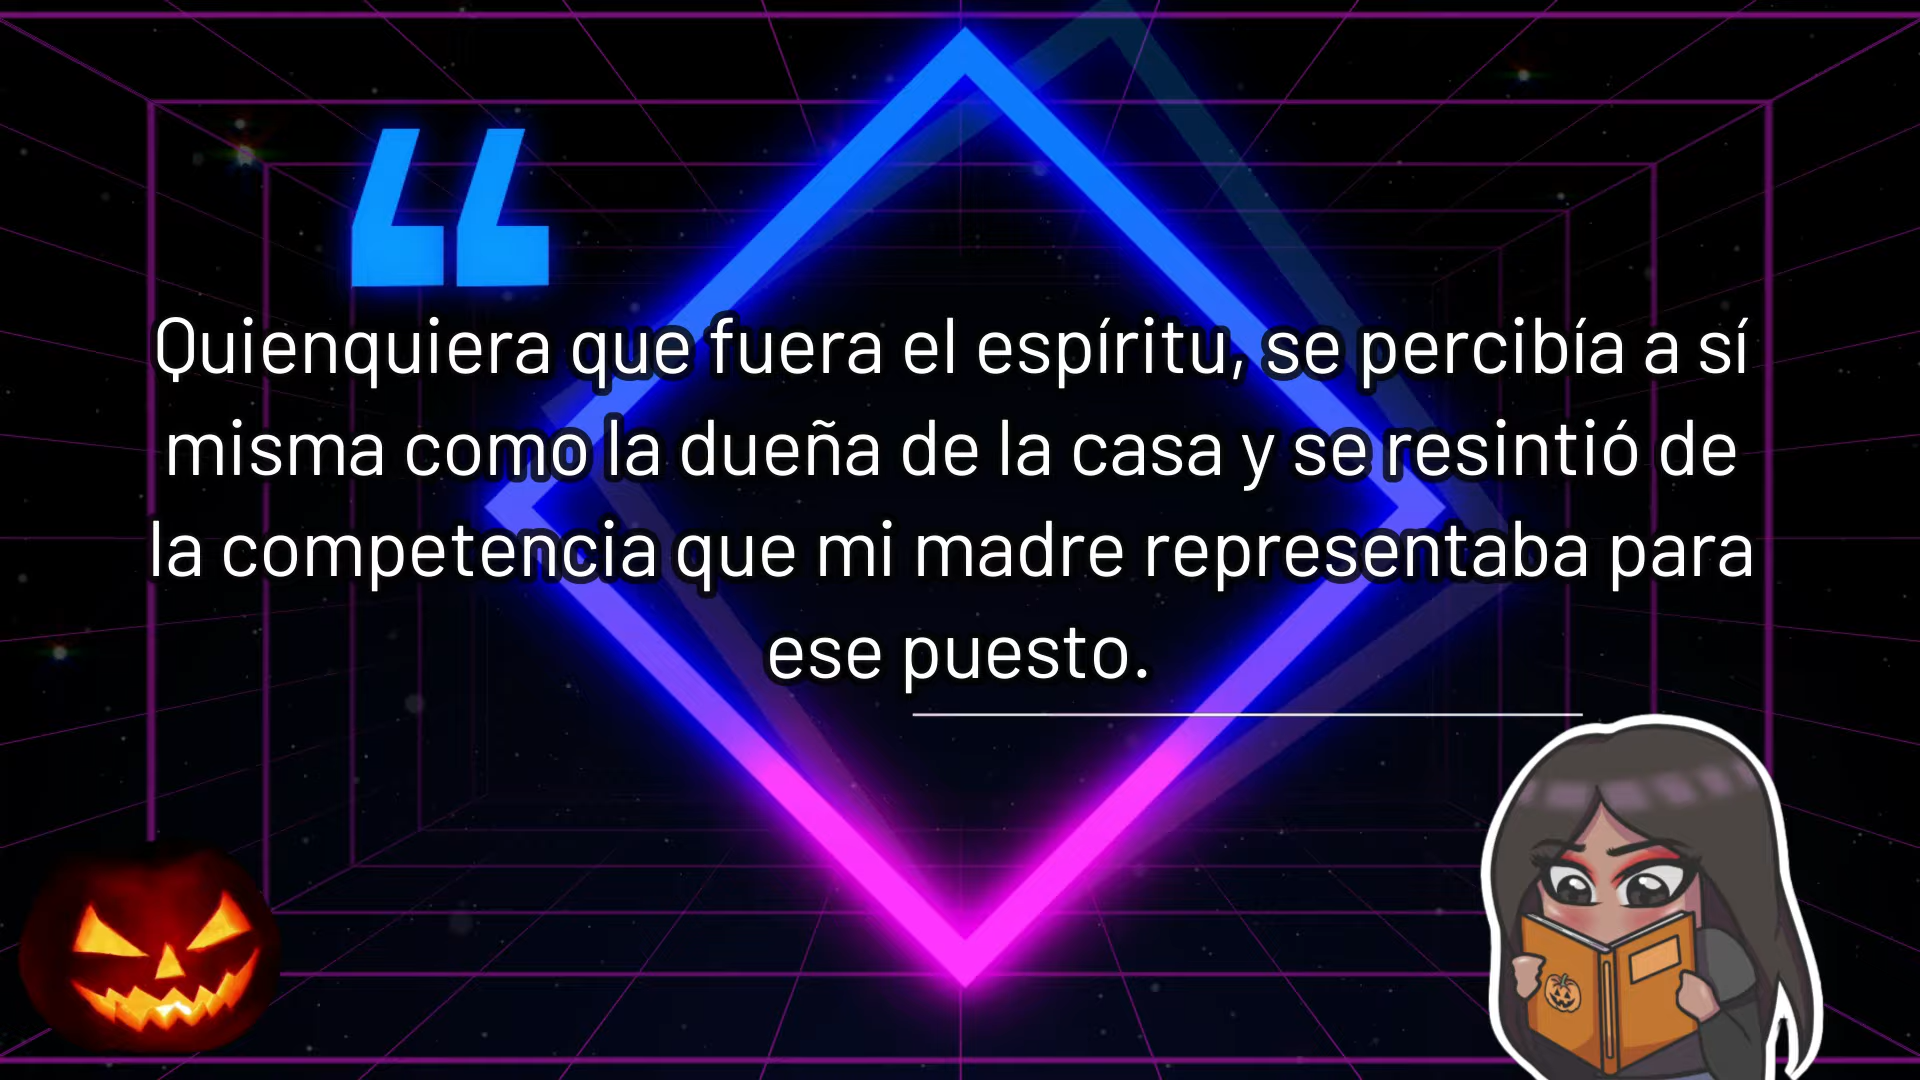 “
Quienquiera que fuera el espíritu, se percibía a sí
misma como la dueña de la casa y se resintió de
la competencia que mi madre representaba para
ese puesto.